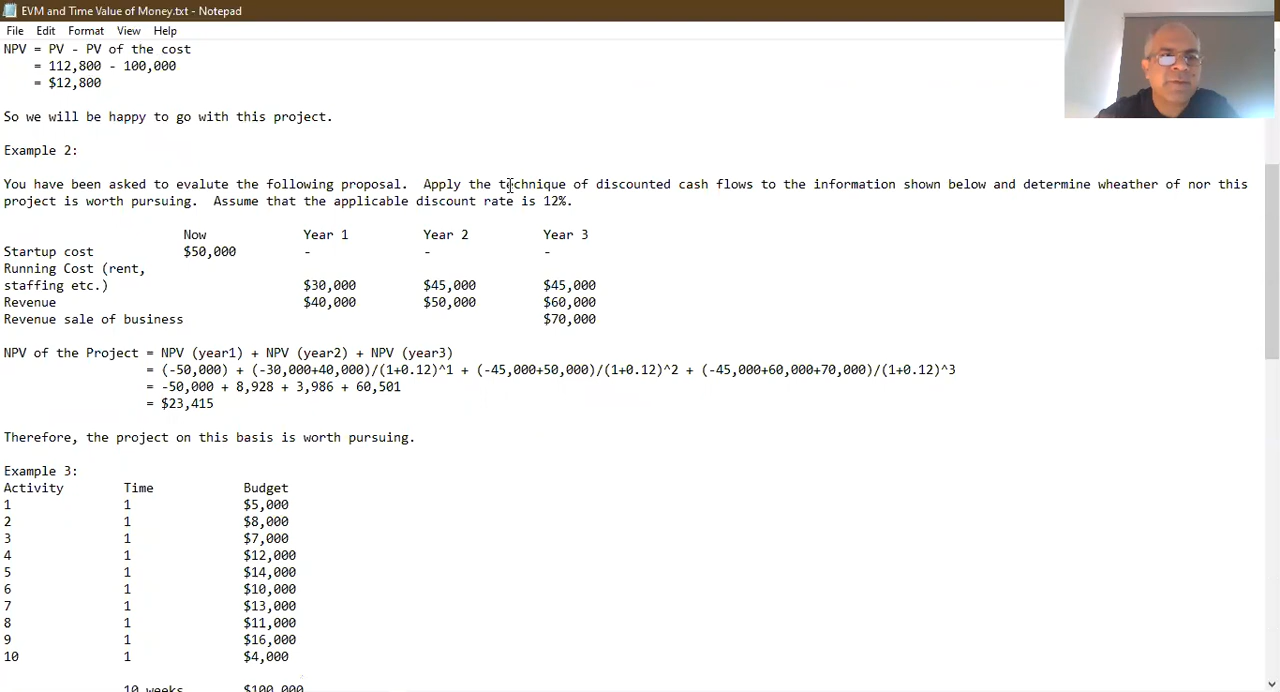 EVM and Time Value of Money.txt - Notepad
File Edit Format View Help
NPV = PV - PV of the cost
= 112,800 - 100,000
= $12,800
So we will be happy to go with this project.
Example 2:
You have been asked to evalute the following proposal. Apply the technique of discounted cash flows to the information shown below and determine wheather of nor this
project is worth pursuing. Assume that the applicable discount rate is 12%.
Now Year 1 Year 2 Year 3
Startup cost $50,000 - - -
Running Cost (rent,
staffing etc.) $30,000 $45,000 $45,000
Revenue $40,000 $50,000 $60,000
Revenue sale of business $70,000
NPV of the Project = NPV (year1) + NPV (year2) + NPV (year3)
= (-50,000) + (-30,000+40,000)/(1+0.12)^1 + (-45,000+50,000)/(1+0.12)^2 + (-45,000+60,000+70,000)/(1+0.12)^3
= -50,000 + 8,928 + 3,986 + 60,501
= $23,415
Therefore, the project on this basis is worth pursuing.
Example 3:
Activity Time Budget
1 1 $5,000
2 1 $8,000
3 1 $7,000
4 1 $12,000
5 1 $14,000
6 1 $10,000
7 1 $13,000
8 1 $11,000
9 1 $16,000
10 1 $4,000
10 weeks $100,000